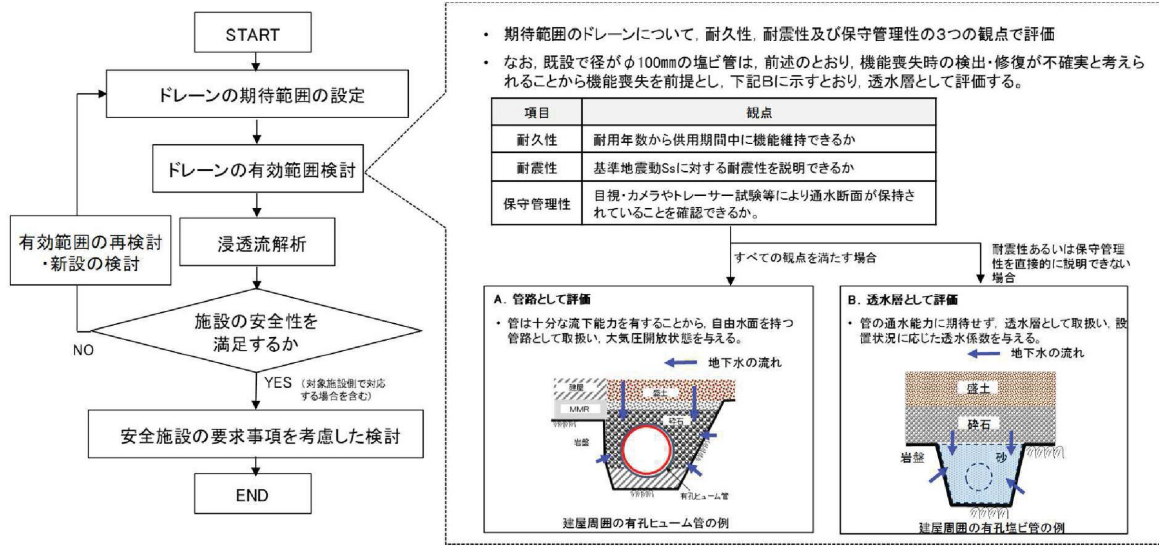 START
ドレーンの期待範囲の設定
ドレーンの有効範囲検討
浸透流解析
有効範囲の再検討
・新設の検討
施設の安全性を
満足するか
NO
YES (対象施設側で対応
する場合を含む)
安全施設の要求事項を考慮した検討
END
・ 期待範囲のドレーンについて, 耐久性, 耐震性及び保守管理性の3つの観点で評価
・ なお, 既設で径がφ100mmの塩ビ管は, 前述のとおり, 機能喪失時の検出・修復が不確実と考えら
れることから機能喪失を前提とし, 下記Bに示すとおり, 透水層として評価する。
項目 観点
耐久性 耐用年数から供用期間中に機能維持できるか
耐震性 基準地震動Ssに対する耐震性を説明できるか
保守管理性 目視・カメラやトレーサー試験等により通水断面が保持さ
れていることを確認できるか。
すべての観点を満たす場合
耐震性あるいは保守管理
性を直接的に説明できない
場合
A. 管路として評価
・ 管は十分な流下能力を有することから, 自由水面を持つ
管路として取扱い, 大気圧開放状態を与える。
地下水の流れ
建屋
盛土
MMR
砕石
岩盤
有孔ヒューム管
建屋周囲の有孔ヒューム管の例
B. 透水層として評価
・ 管の通水能力に期待せず, 透水層として取扱い, 設
置状況に応じた透水係数を与える。
地下水の流れ
盛土
砕石
岩盤
砂
建屋周囲の有孔塩ビ管の例